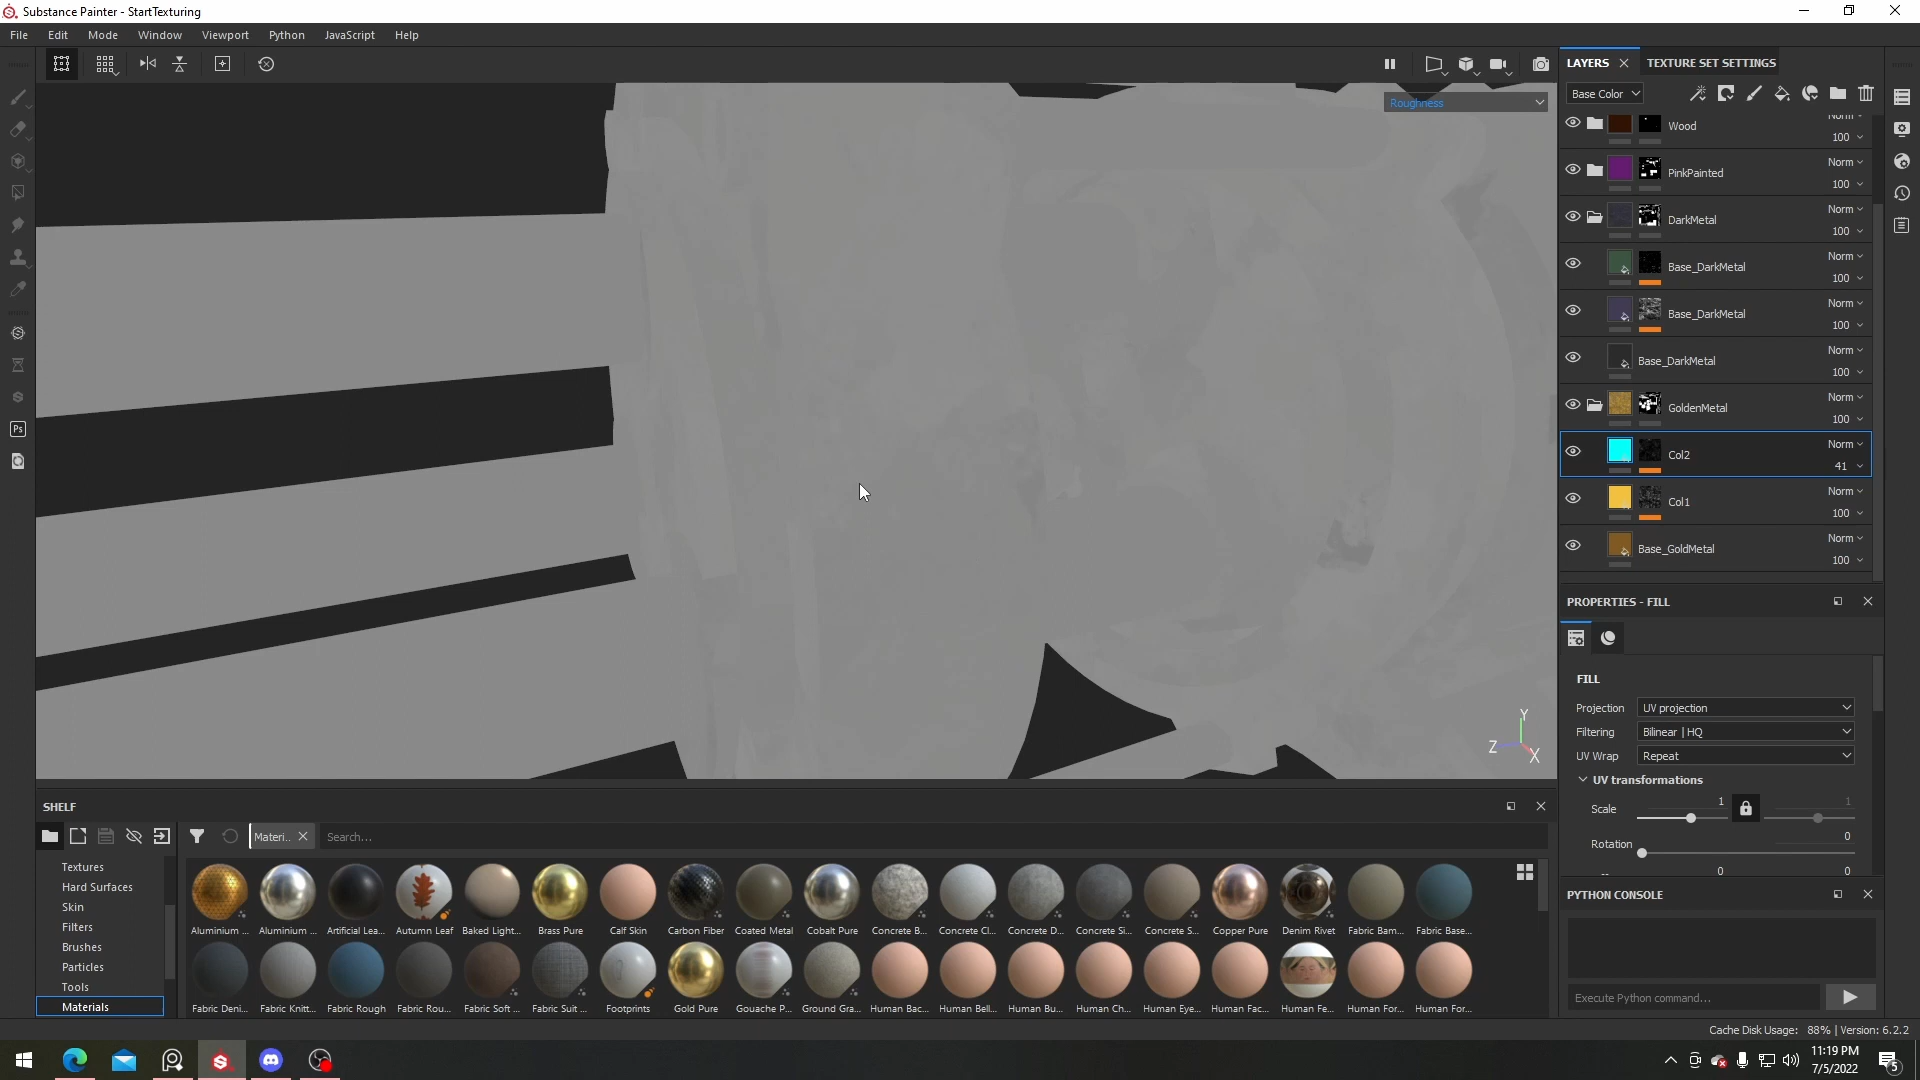 Substance Painter - StartTexturing
File Edit Mode Window Viewport Python JavaScript Help
LAYERS TEXTURE SET SETTINGS
Base Color
Roughness
Wood
100
PinkPainted Norm
100
DarkMetal Norm
100
Base_DarkMetal Norm
100
Base_DarkMetal Norm
100
Base_DarkMetal Norm
100
GoldenMetal Norm
100
Col2 Norm
41
Col1 Norm
100
Base_GoldMetal Norm
100
PROPERTIES - FILL
FILL
Projection UV projection
Filtering Bilinear | HQ
UV Wrap Repeat
UV transformations
Scale 1 1
Rotation 0
0 0
Y
Z
X
SHELF
Materi... Search...
Textures
Hard Surfaces
Skin
Filters
Brushes
Particles
Tools
Materials
Aluminium ... Aluminium ... Artificial Lea... Autumn Leaf Baked Light... Brass Pure Calf Skin Carbon Fiber Coated Metal Cobalt Pure Concrete B... Concrete Cl... Concrete D... Concrete Si... Concrete S... Copper Pure Denim Rivet Fabric Bam... Fabric Base...
Fabric Deni... Fabric Knitt... Fabric Rough Fabric Rou... Fabric Soft ... Fabric Suit ... Footprints Gold Pure Gouache P... Ground Gra... Human Bac... Human Bell... Human Bu... Human Ch... Human Eye... Human Fac... Human Fe... Human For... Human For...
PYTHON CONSOLE
Execute Python command...
Cache Disk Usage: 88% | Version: 6.2.2
Ps
11:19 PM
7/5/2022
5